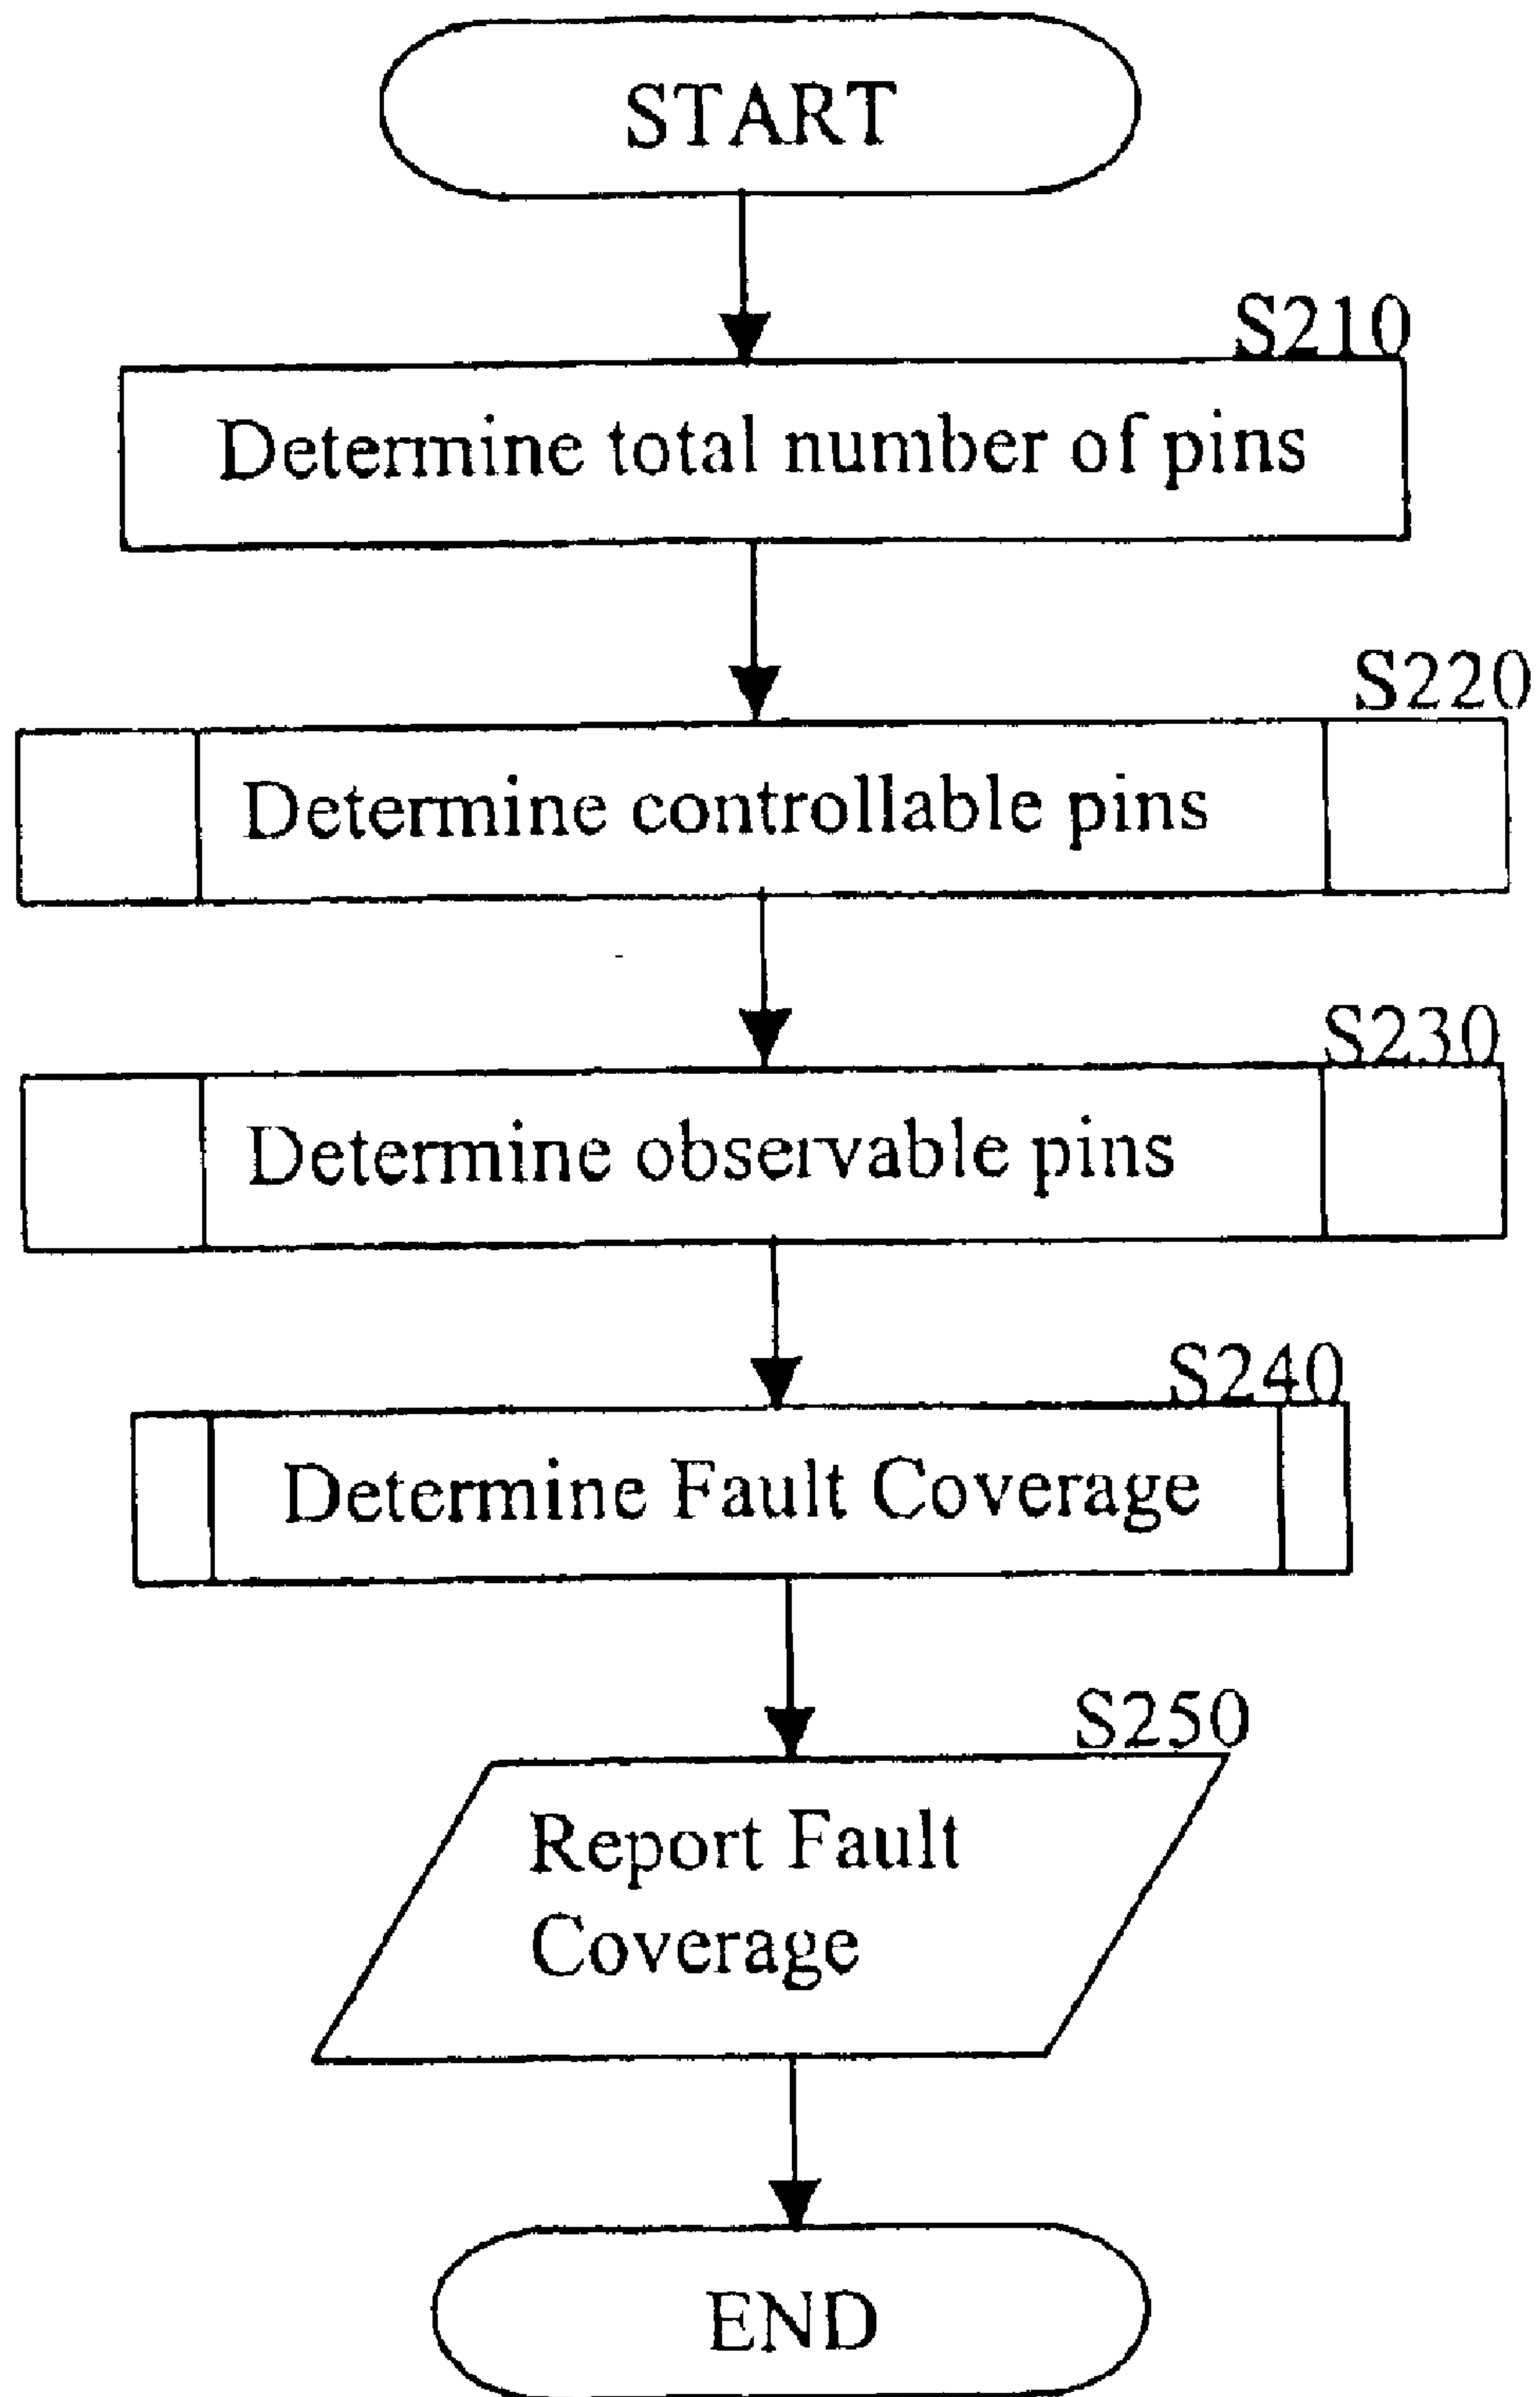 START
S210
Determine total number of pins
S220
Determine controllable pins
S230
Determine observable pins
S240
Determine Fault Coverage
S250
Report Fault
Coverage
END